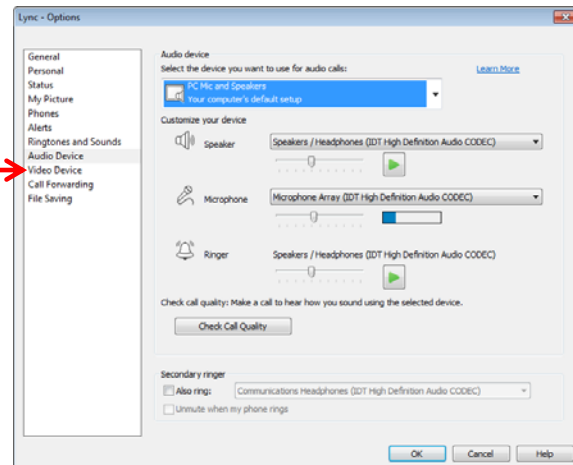 Lync - Options
General
Personal
Status
My Picture
Phones
Alerts
Ringtones and Sounds
Audio Device
Video Device
Call Forwarding
File Saving
Audio device
Select the device you want to use for audio calls:
Learn More
PC Mic and Speakers
Your computer's default setup
Customize your device
Speaker
Speakers / Headphones (IDT High Definition Audio CODEC)
Microphone
Microphone Array (IDT High Definition Audio CODEC)
Ringer
Speakers / Headphones (IDT High Definition Audio CODEC)
Check call quality: Make a call to hear how you sound using the selected device.
Check Call Quality
Secondary ringer
Also ring:
Communications Headphones (IDT High Definition Audio CODEC)
Unmute when my phone rings
OK
Cancel
Help